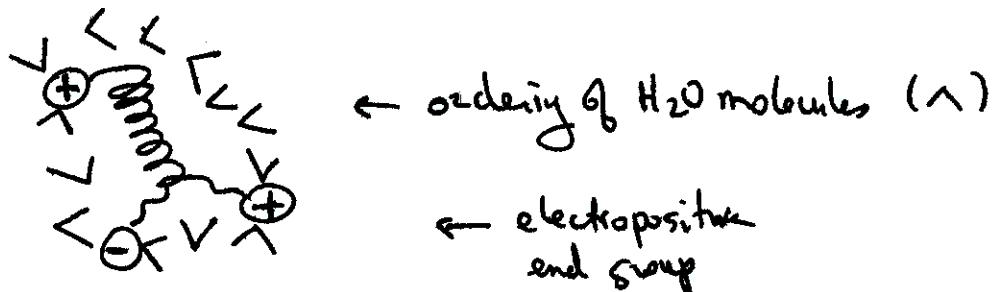 ← ordering of H₂O molecules (∧)
+
+
← electropositive
−
end group